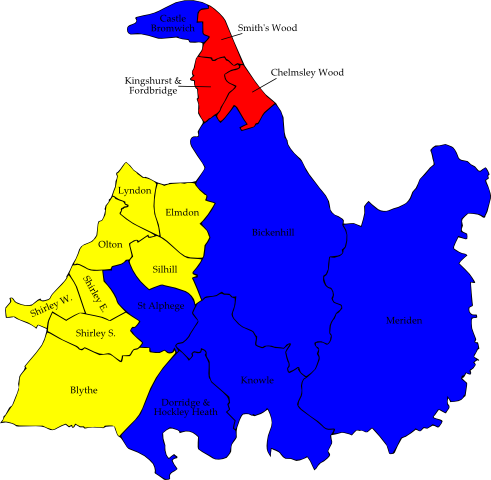 Castle
Bromwich
Smith's Wood
Chelmsley Wood
Kingshurst &
Fordbridge
Lyndon
Elmdon
Bickenhill
Olton
Silhill
Shirley E.
Shirley W.
St Alphege
Meriden
Shirley S.
Knowle
Blythe
Dorridge &
Hockley Heath